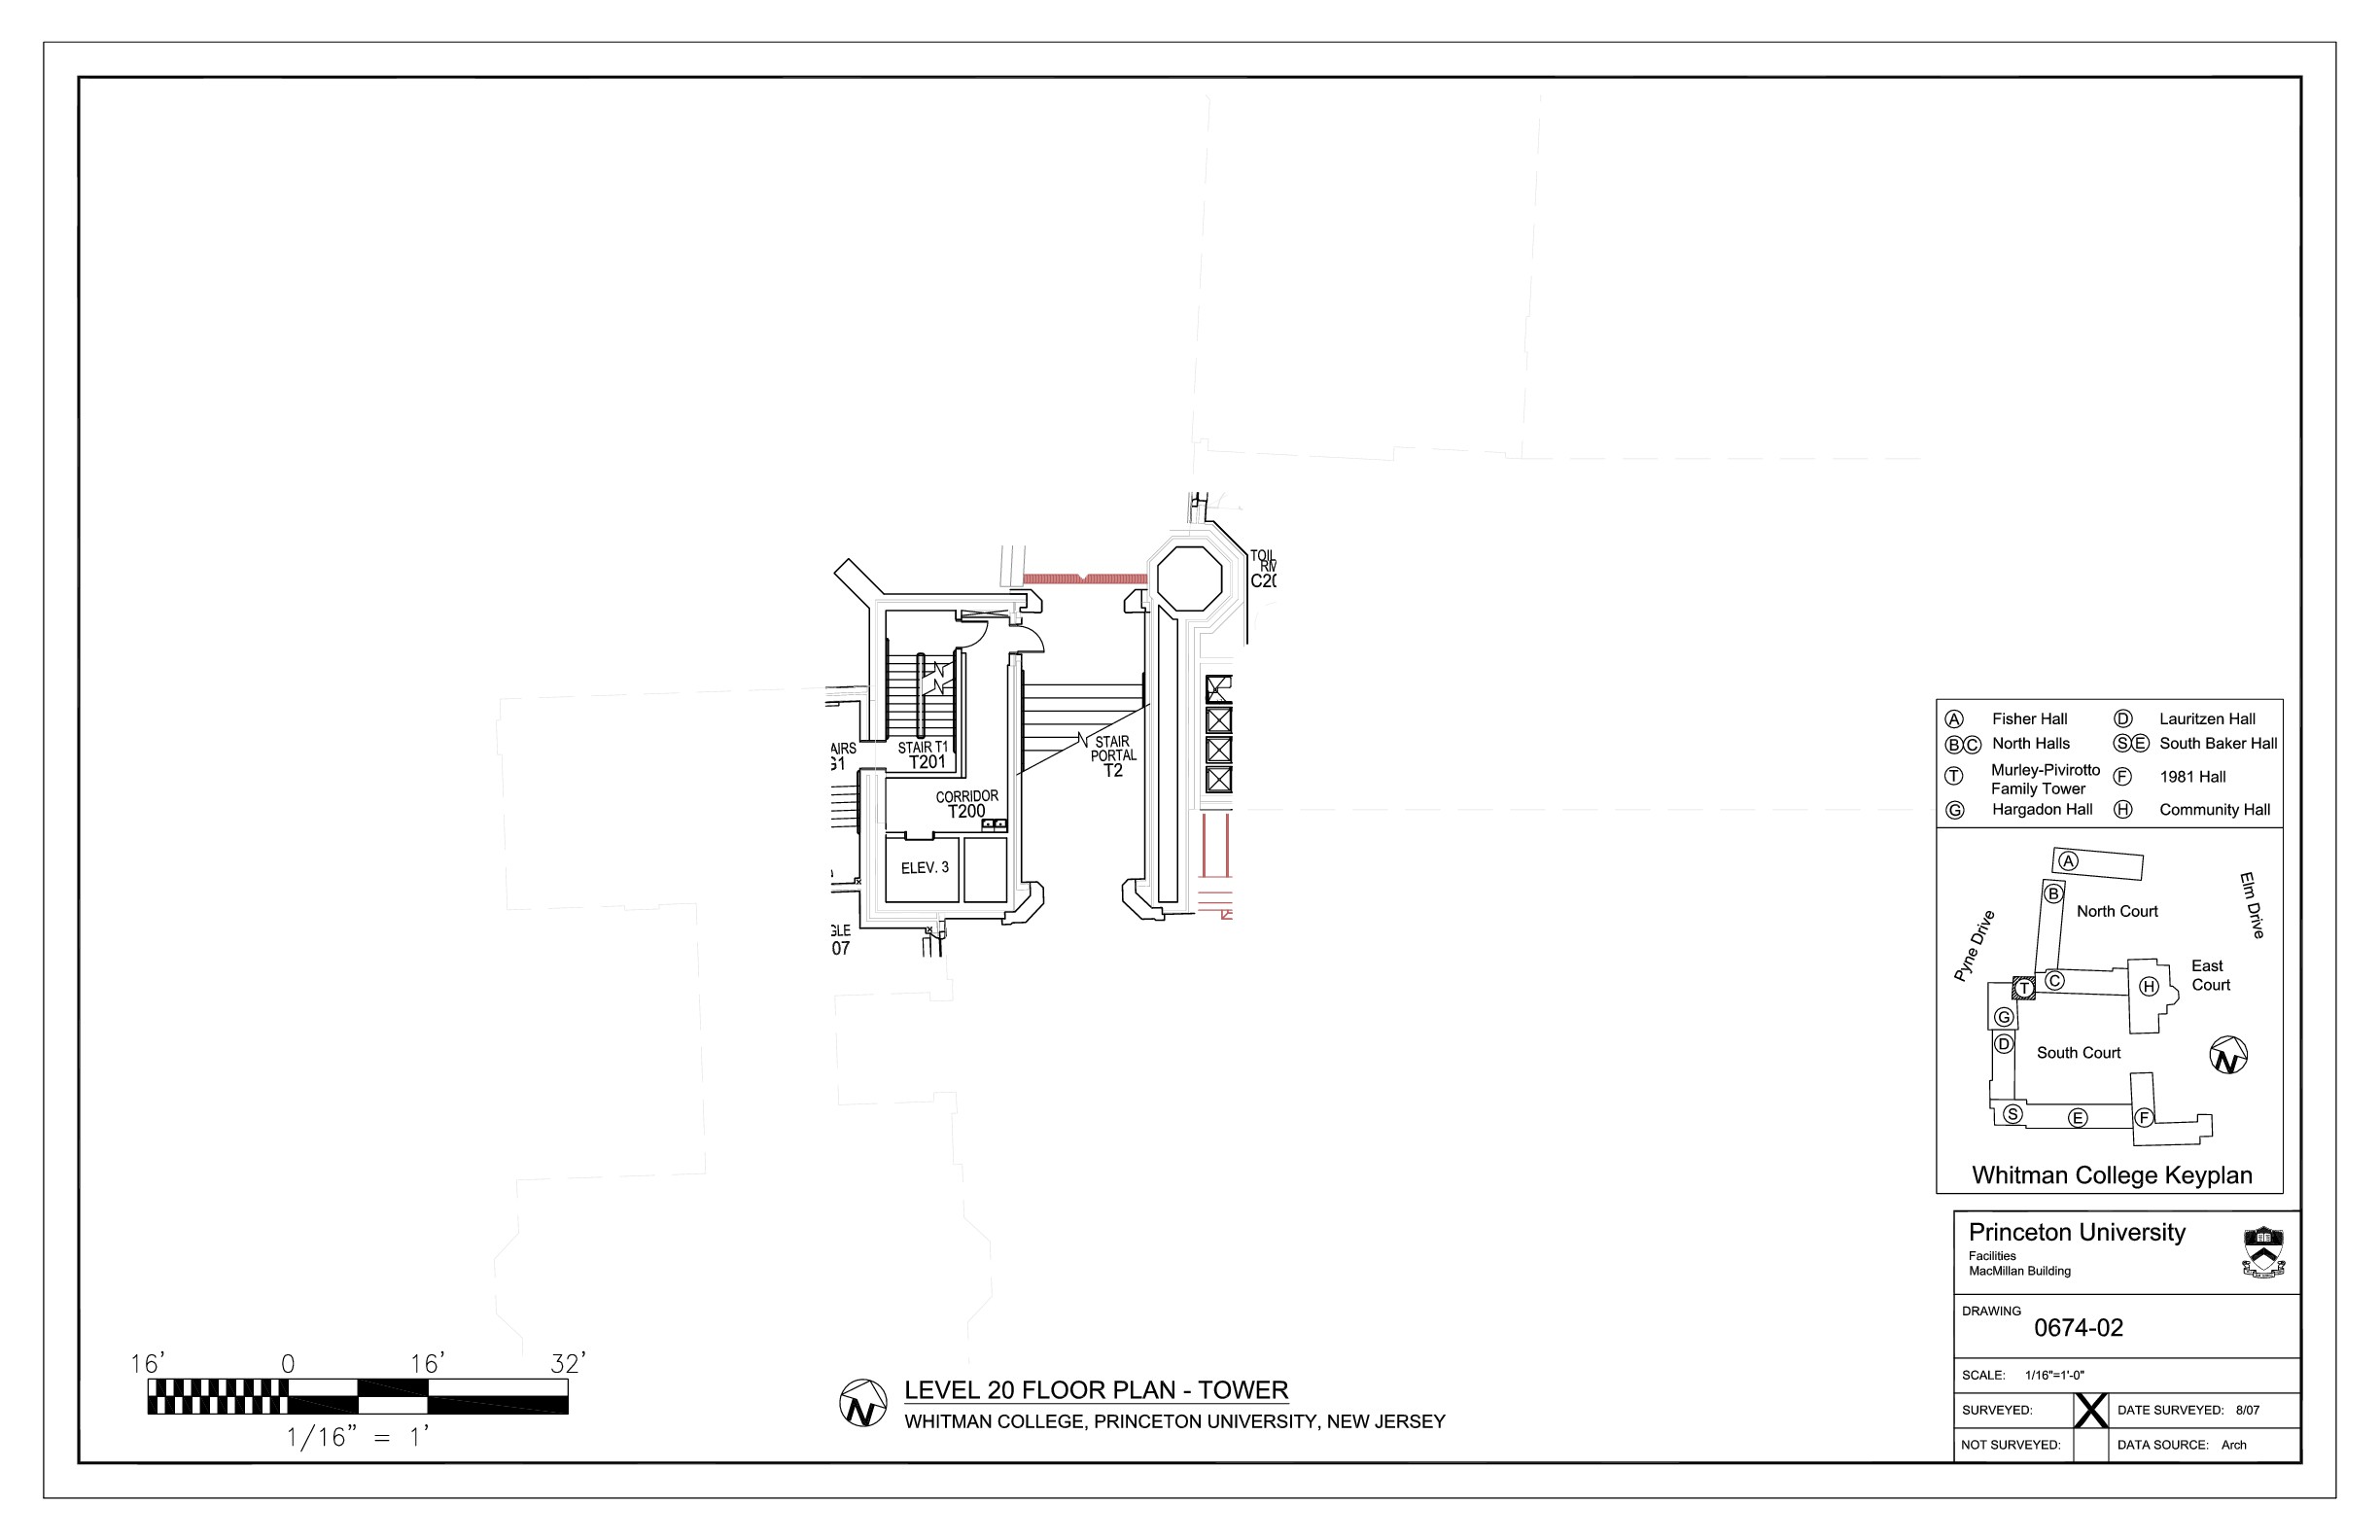 TOIL
RM
C20
AIRS
G1
STAIR T1
T201
STAIR
PORTAL
T2
CORRIDOR
T200
ELEV. 3
GLE
07
A Fisher Hall D Lauritzen Hall
B C North Halls S E South Baker Hall
T Murley-Pivirotto Family Tower F 1981 Hall
G Hargadon Hall H Community Hall
A
B
North Court
Elm Drive
Pyne Drive
East
Court
C
T
H
G
D
South Court
N
S
E
F
Whitman College Keyplan
Princeton University
Facilities
MacMillan Building
DRAWING
0674-02
SCALE: 1/16"=1'-0"
SURVEYED: X DATE SURVEYED: 8/07
NOT SURVEYED: DATA SOURCE: Arch
16' 0 16' 32'
1/16" = 1'
N
LEVEL 20 FLOOR PLAN - TOWER
WHITMAN COLLEGE, PRINCETON UNIVERSITY, NEW JERSEY